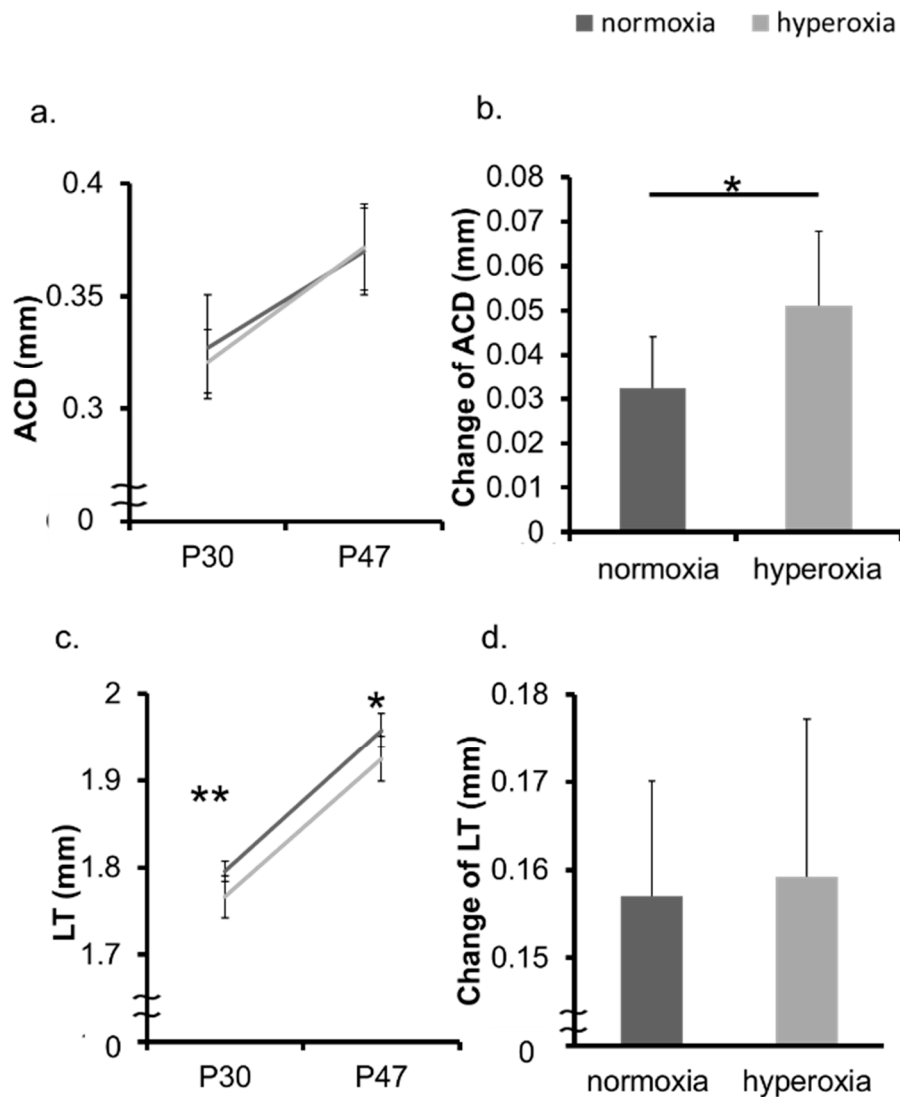 normoxia hyperoxia
a.
ACD (mm)
0.4
0.35
0.3
0
P30 P47
b.
*
Change of ACD (mm)
0.08
0.07
0.06
0.05
0.04
0.03
0.02
0.01
0
normoxia hyperoxia
c.
LT (mm)
2
1.9
1.8
1.7
0
**
*
P30 P47
d.
Change of LT (mm)
0.18
0.17
0.16
0.15
0
normoxia hyperoxia